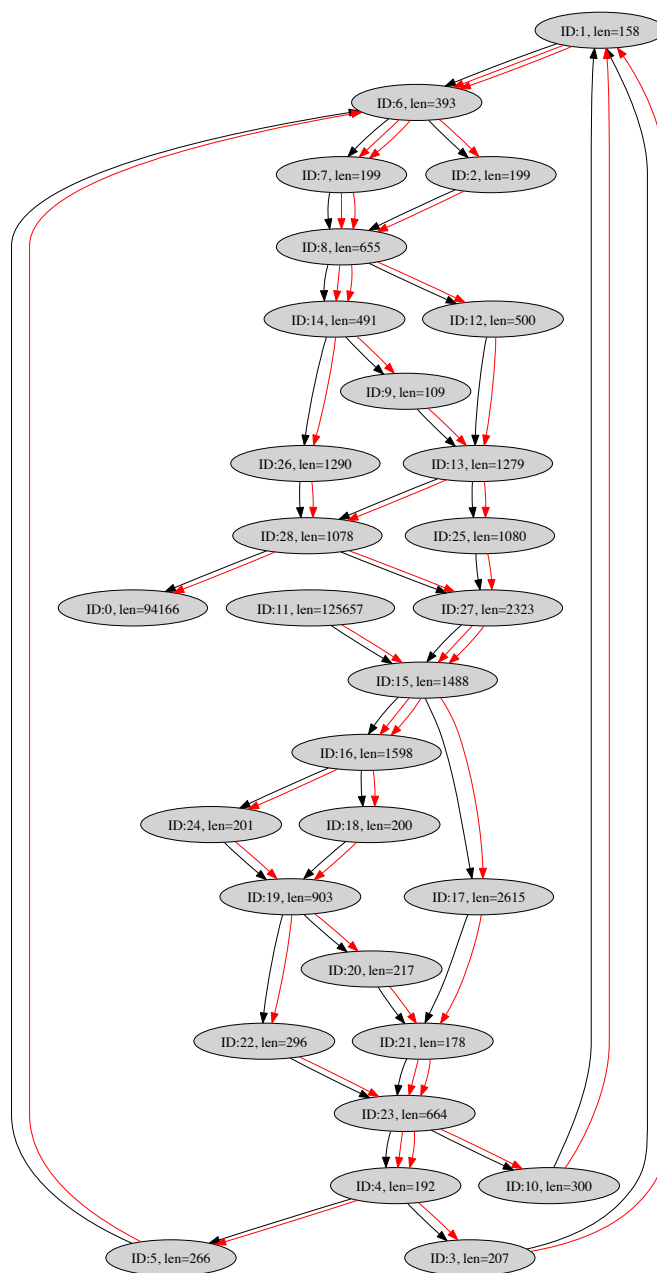 ID:1, len=158
ID:6, len=393
ID:7, len=199
ID:2, len=199
ID:8, len=655
ID:14, len=491
ID:12, len=500
ID:9, len=109
ID:26, len=1290
ID:13, len=1279
ID:28, len=1078
ID:25, len=1080
ID:0, len=94166
ID:11, len=125657
ID:27, len=2323
ID:15, len=1488
ID:16, len=1598
ID:24, len=201
ID:18, len=200
ID:19, len=903
ID:17, len=2615
ID:20, len=217
ID:22, len=296
ID:21, len=178
ID:23, len=664
ID:4, len=192
ID:10, len=300
ID:5, len=266
ID:3, len=207